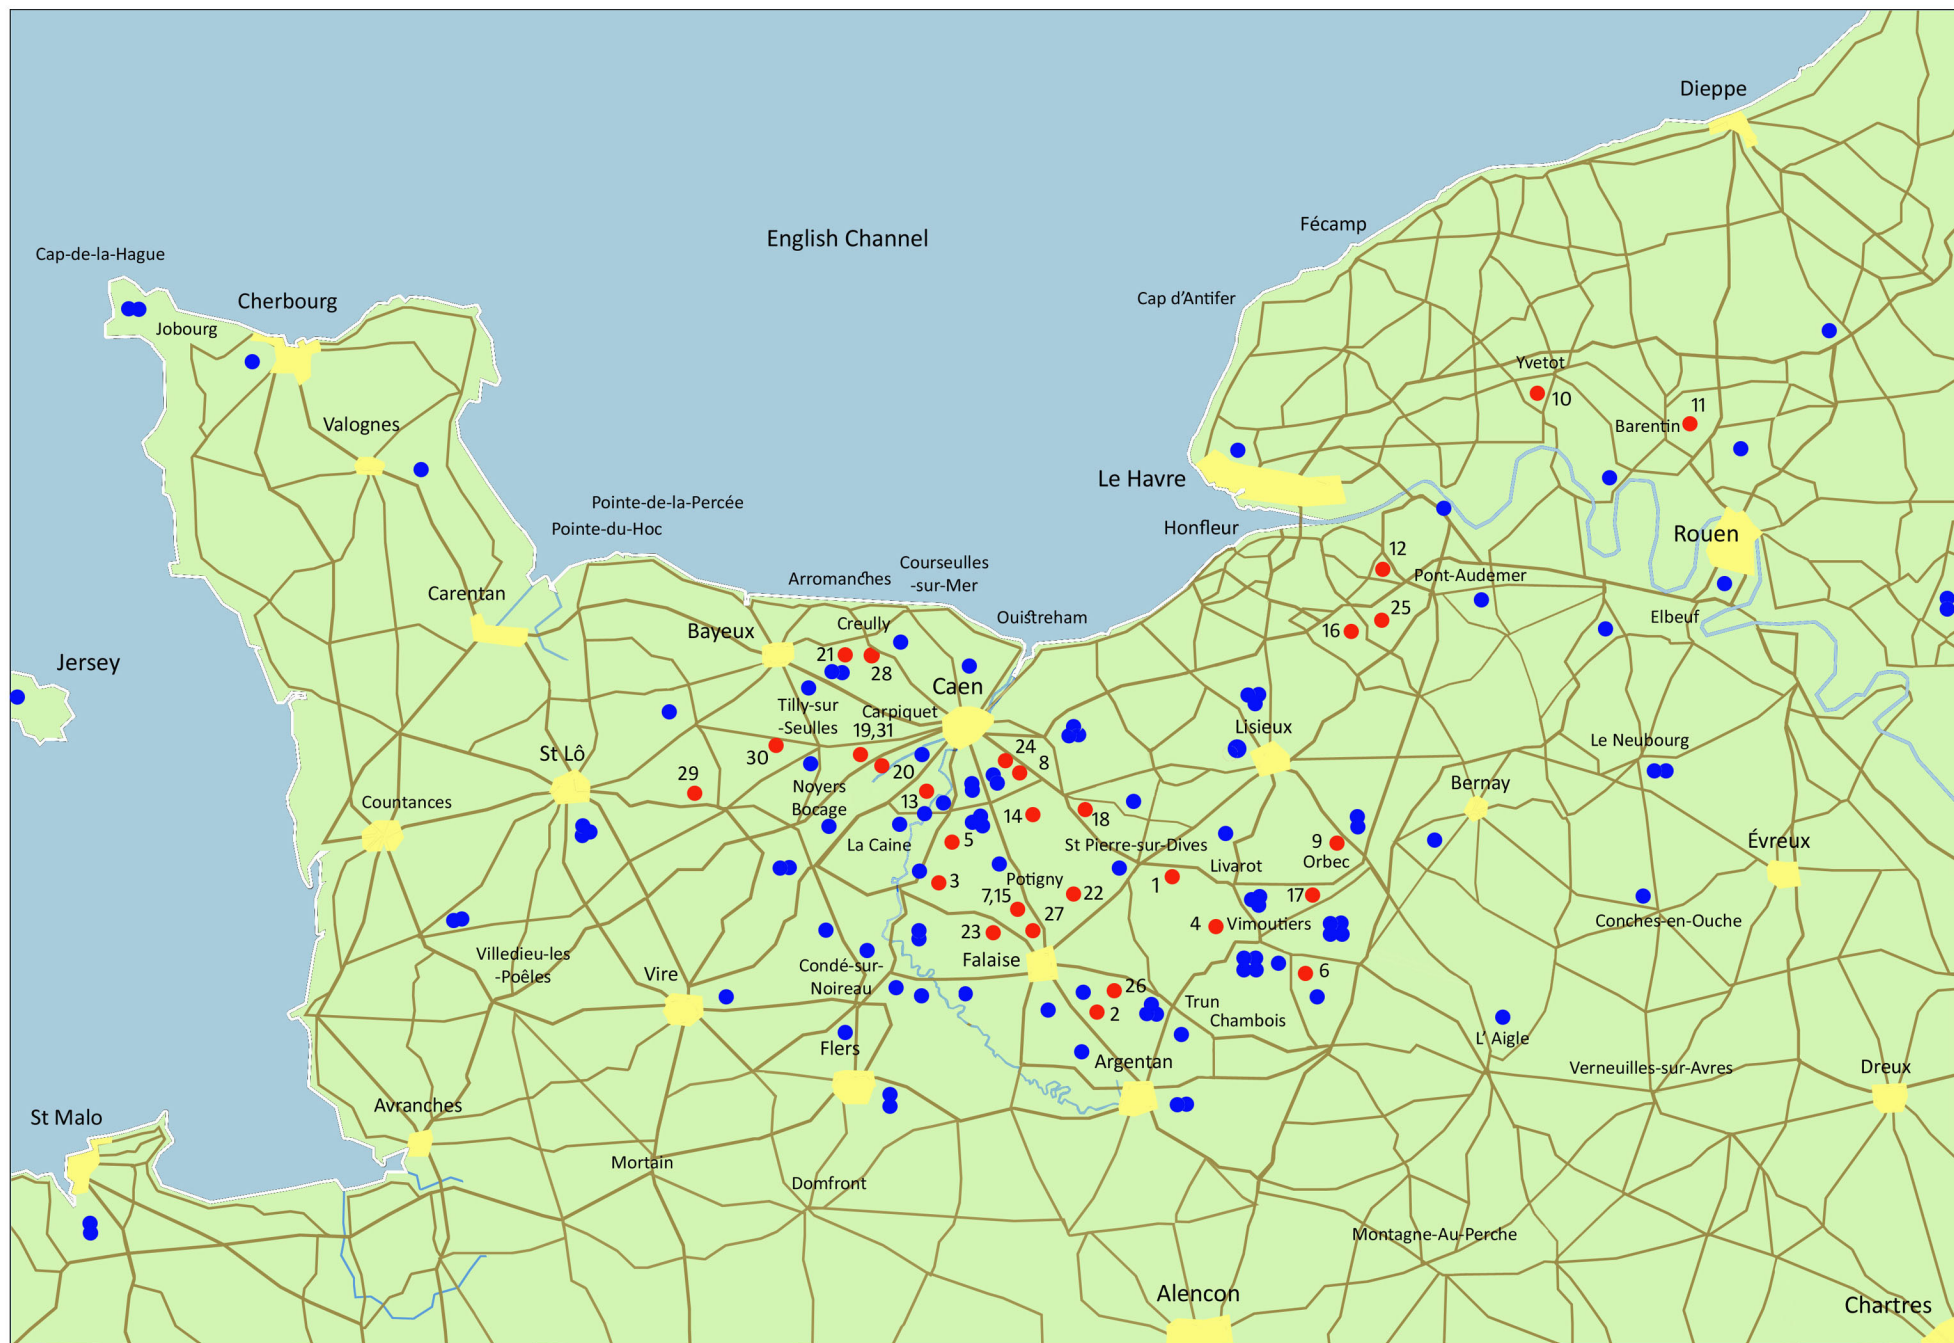 Dieppe
Fécamp
English Channel
Cap-de-la-Hague
Cherbourg
Cap d'Antifer
Jobourg
Yvetot
10
11
Barentin
Valognes
Le Havre
Pointe-de-la-Percée
Pointe-du-Hoc
Honfleur
Rouen
12
Courseulles
-sur-Mer
Arromanches
Pont-Audemer
Carentan
25
Ouistreham
Elbeuf
Creully
Bayeux
16
21
28
Jersey
Caen
Tilly-sur
-Seulles
Carpiquet
19,31
Lisieux
Le Neubourg
24
St Lô
30
8
20
29
Noyers
Bocage
Bernay
Countances
13
14
18
5
La Caine
St Pierre-sur-Dives
9
Orbec
Évreux
Livarot
3
Potigny
1
7,15
22
17
27
4
Vimoutiers
Conches-en-Ouche
23
Falaise
Villedieu-les
-Poêles
Vire
Condé-sur-
Noireau
6
26
2
Trun
Chambois
L' Aigle
Flers
Argentan
Verneuilles-sur-Avres
Dreux
Avranches
St Malo
Mortain
Domfront
Montagne-Au-Perche
Alencon
Chartres